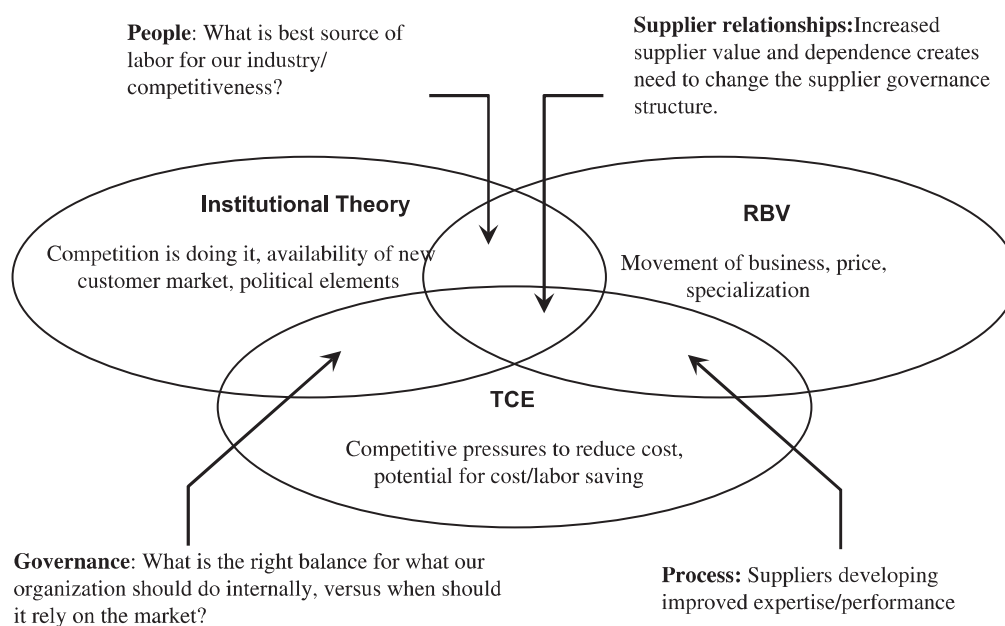 People: What is best source of
labor for our industry/
competitiveness?
Supplier relationships:Increased
supplier value and dependence creates
need to change the supplier governance
structure.
Institutional Theory
Competition is doing it, availability of new
customer market, political elements
RBV
Movement of business, price,
specialization
TCE
Competitive pressures to reduce cost,
potential for cost/labor saving
Governance: What is the right balance for what our
organization should do internally, versus when should
it rely on the market?
Process: Suppliers developing
improved expertise/performance